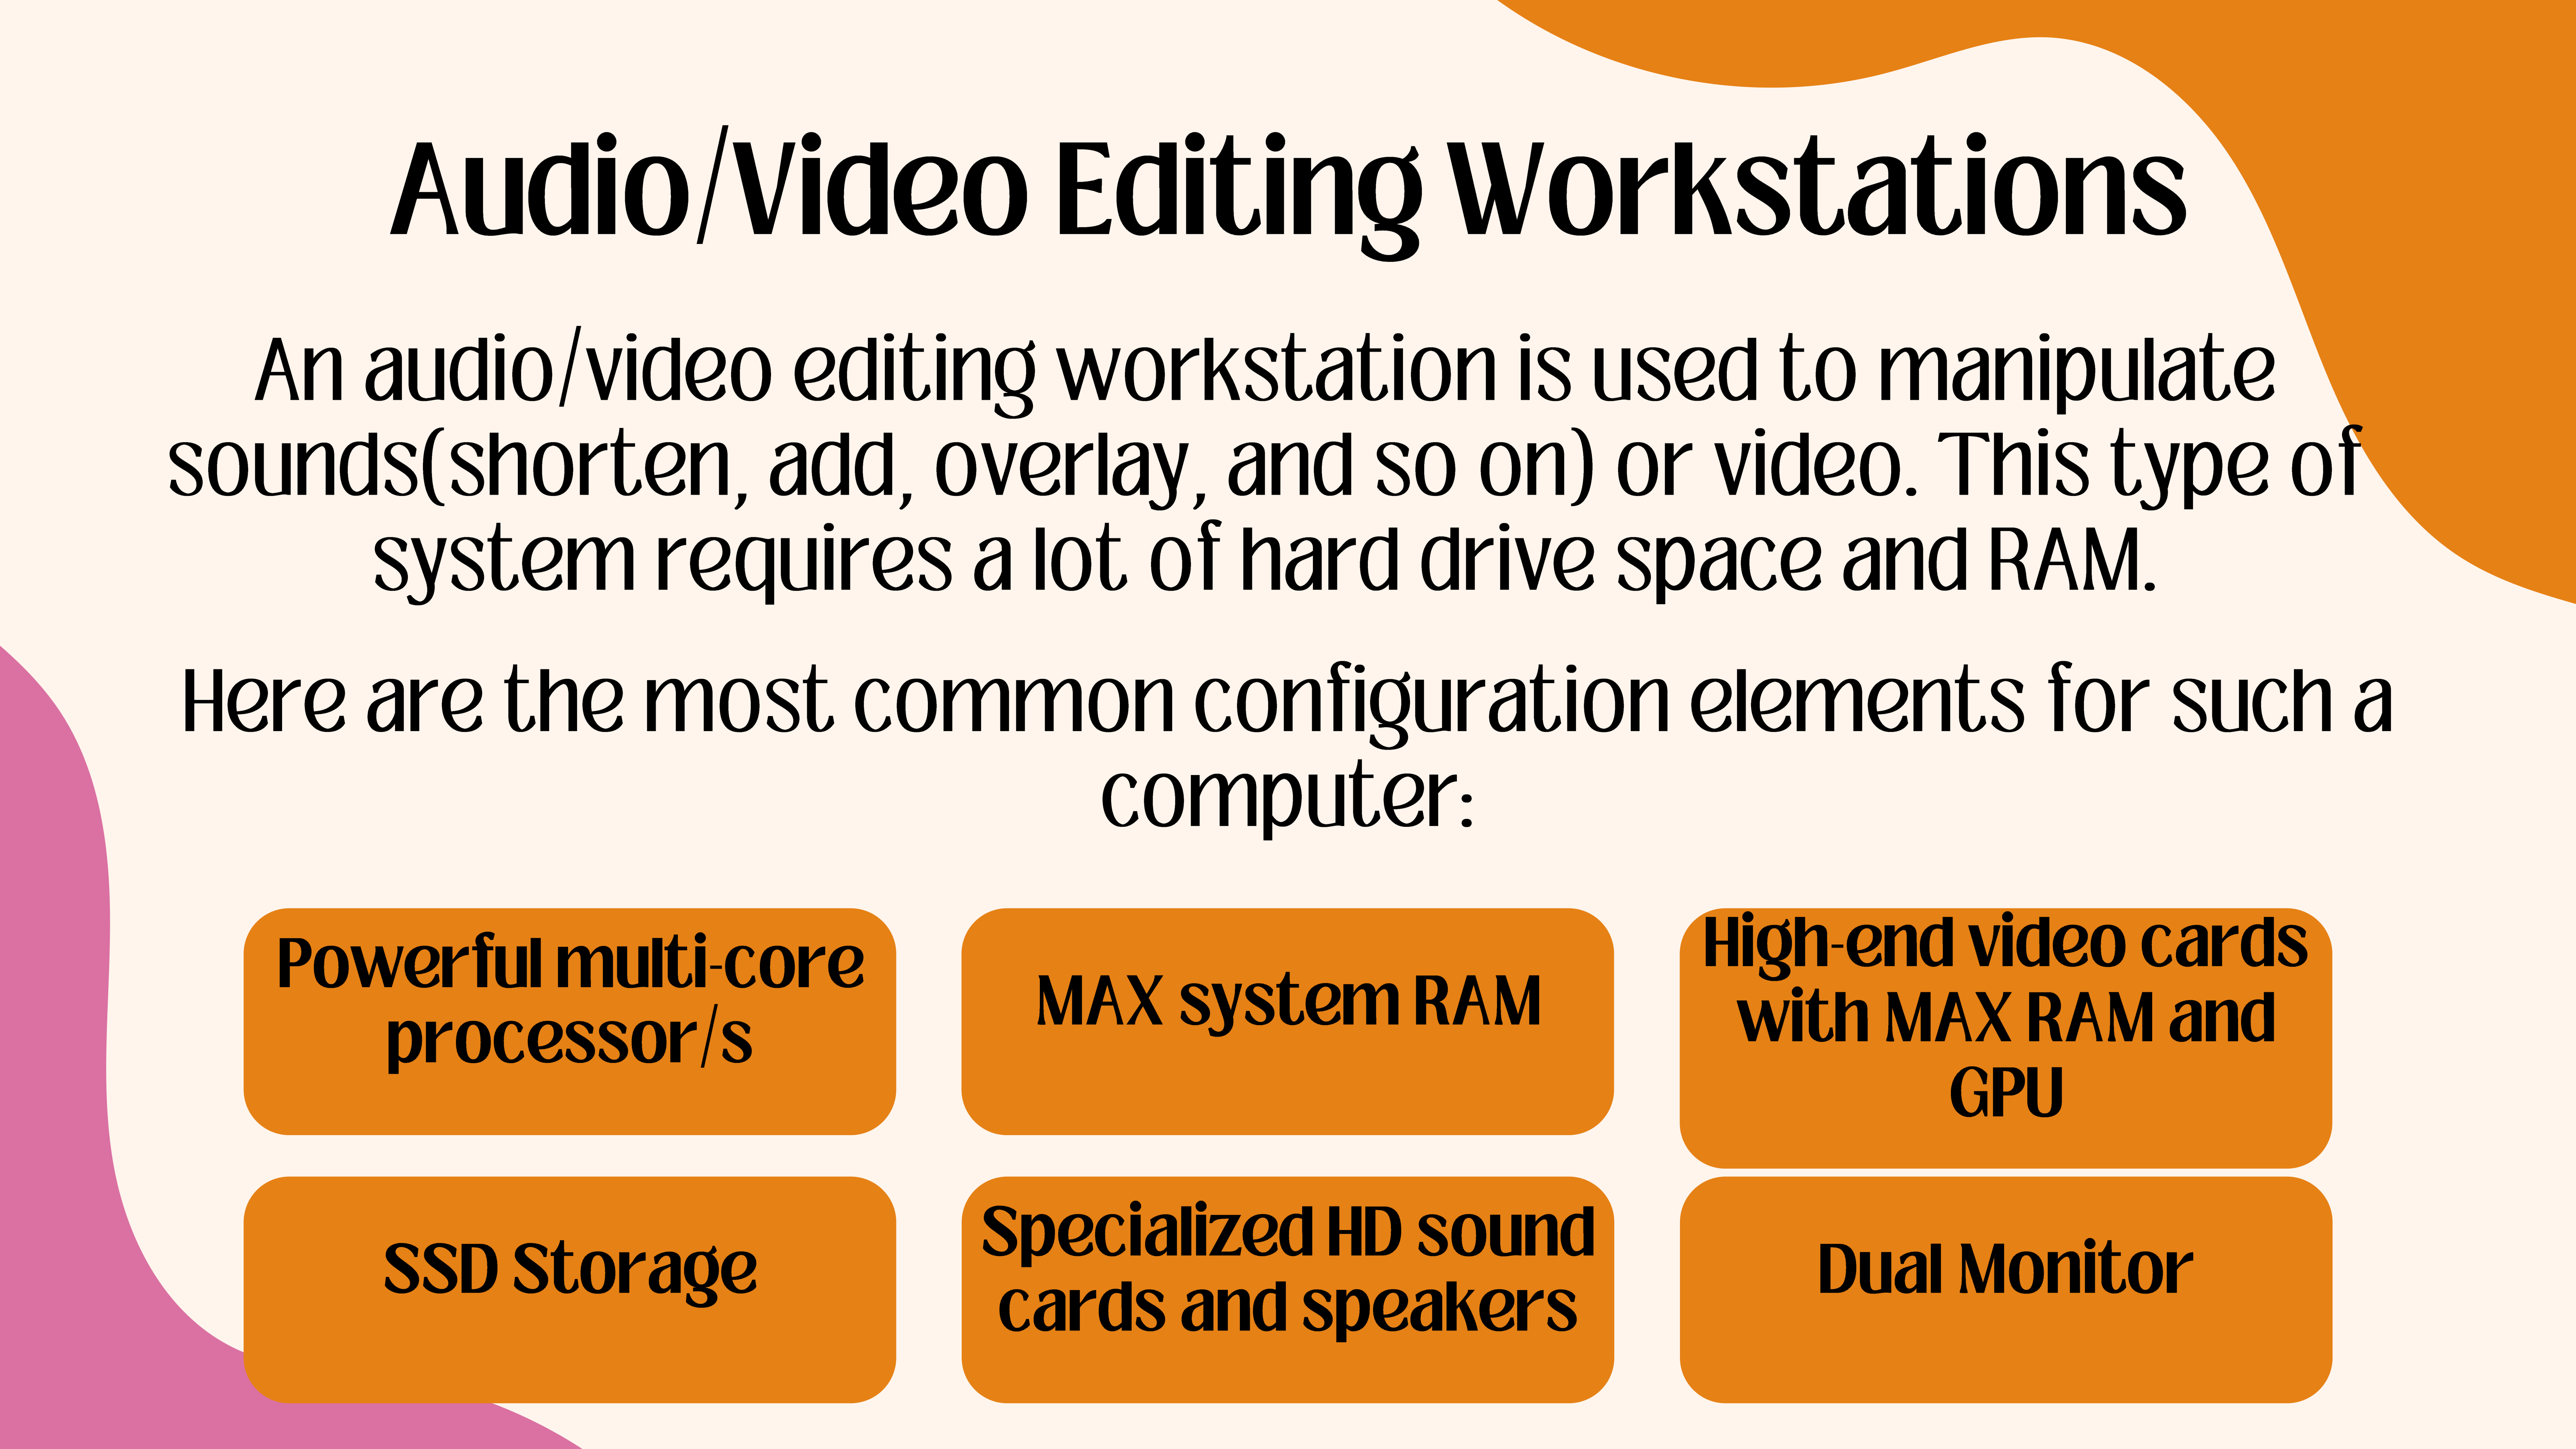 Audio/Video Editing Workstations
An audio/video editing workstation is used to manipulate
sounds(shorten, add, overlay, and so on) or video. This type of
system requires a lot of hard drive space and RAM.
Here are the most common configuration elements for such a
computer:
Powerful multi-core
processor/s
MAX system RAM
High-end video cards
with MAX RAM and
GPU
SSD Storage
Specialized HD sound
cards and speakers
Dual Monitor